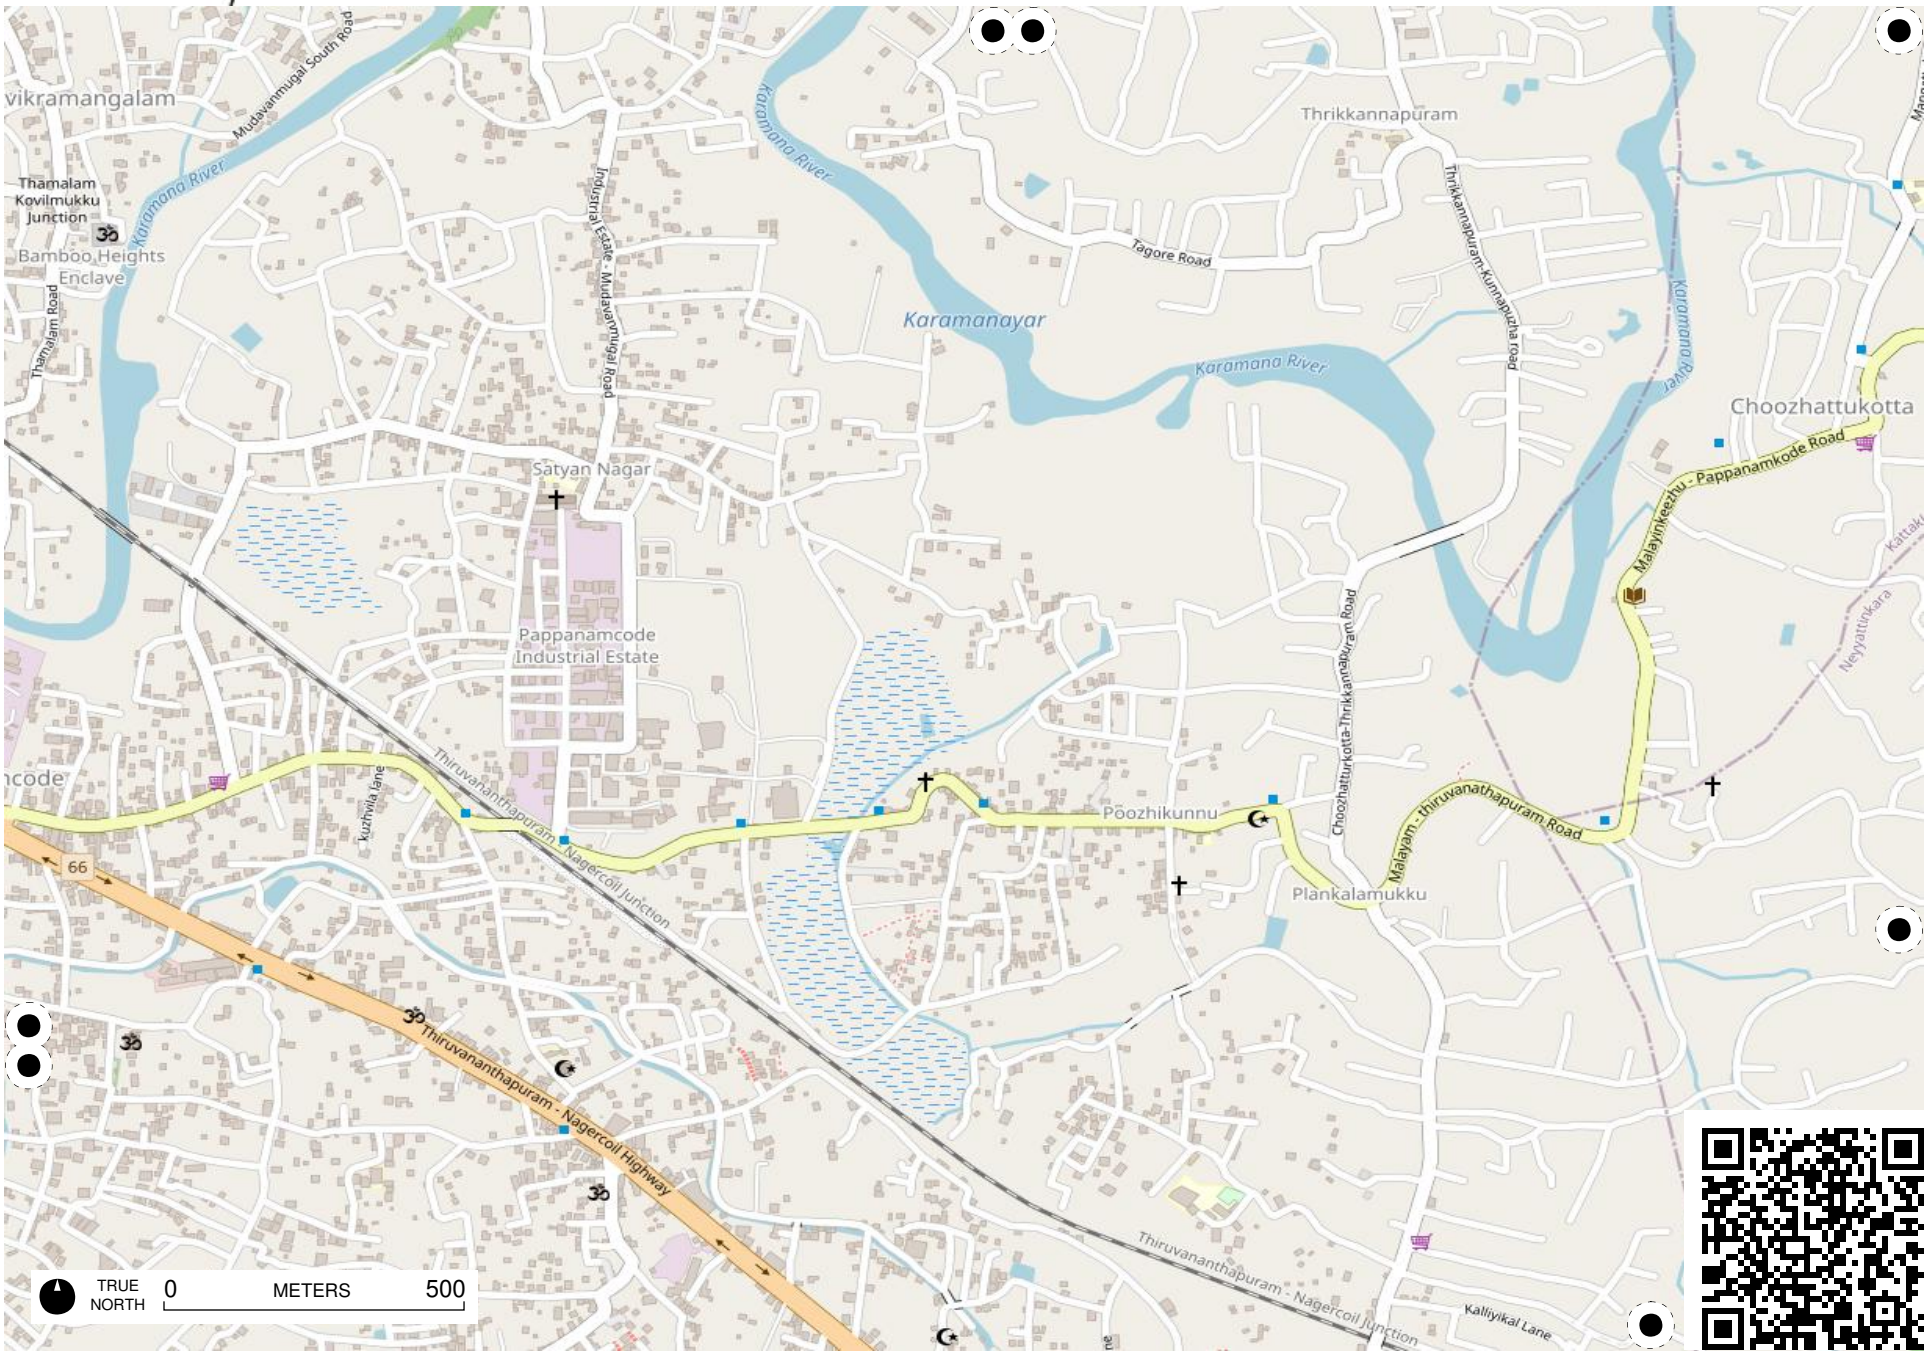 vikramangalam
Mudavanmugal South Road
Karamana River
Thamalam
Kovilmukku
Junction
Karamana River
Bamboo Heights
Enclave
Thamalam Road
Industrial Estate - Mudavanmugal Road
Thrikkannapuram
Tagore Road
Thrikkannapuram-Kunnapuzha road
Karamanayar
Karamana River
Karamana River
Choozhattukotta
Malayinkeezhu - Pappanamkode Road
Satyan Nagar
Neyyattinkara
Pappanamcode
Industrial Estate
Choozhatturkotta-Thrikkannapuram Road
kuzhvila lane
Thiruvananthapuram - Nagercoil Junction
Poozhikunnu
Malayam - thiruvanathapuram Road
66
Plankalamukku
Thiruvananthapuram - Nagercoil Highway
Thiruvananthapuram - Nagercoil Junction
Kalliyikal Lane
TRUE
NORTH
0 METERS 500